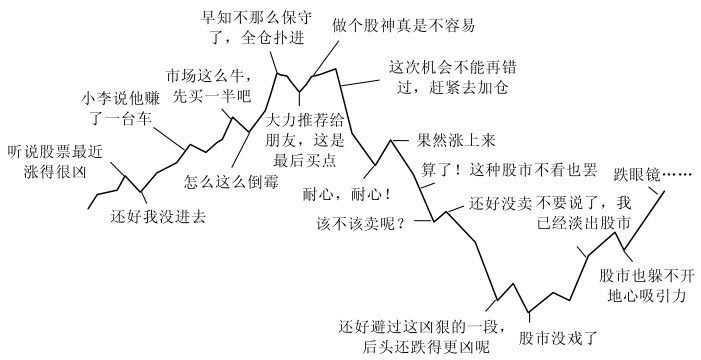 听说股票最近
涨得很凶
还好我没进去
小李说他赚
了一台车
市场这么牛，
先买一半吧
怎么这么倒霉
早知不那么保守
了，全仓扑进
大力推荐给
朋友，这是
最后买点
做个股神真是不容易
这次机会不能再错
过，赶紧去加仓
耐心，耐心！
果然涨上来
算了！这种股市不看也罢
该不该卖呢？
还好没卖
还好避过这凶狠的一段，
后头还跌得更凶呢
股市没戏了
不要说了，我
已经淡出股市
股市也躲不开
地心吸引力
跌眼镜……